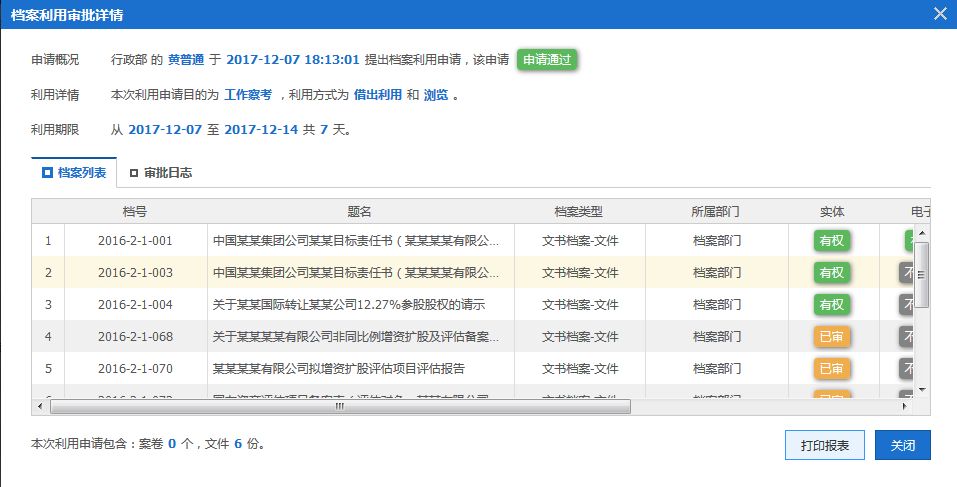 档案利用审批详情
申请概况 行政部 的 黄普通 于 2017-12-07 18:13:01 提出档案利用申请，该申请 申请通过
利用详情 本次利用申请目的为 工作察考 ，利用方式为 借出利用 和 浏览 。
利用期限 从 2017-12-07 至 2017-12-14 共 7 天。
档案列表 审批日志
档号 题名 档案类型 所属部门 实体 电子
1 2016-2-1-001 中国某某集团公司某某目标责任书（某某某某有限公... 文书档案-文件 档案部门 有权
2 2016-2-1-003 中国某某集团公司某某目标责任书（某某某某有限公... 文书档案-文件 档案部门 有权 不
3 2016-2-1-004 关于某某国际转让某某公司12.27%参股股权的请示 文书档案-文件 档案部门 有权 不
4 2016-2-1-068 关于某某某某有限公司非同比例增资扩股及评估备案... 文书档案-文件 档案部门 已审 不
5 2016-2-1-070 某某某某有限公司拟增资扩股评估项目评估报告 文书档案-文件 档案部门 已审 不
本次利用申请包含：案卷 0 个，文件 6 份。
打印报表 关闭